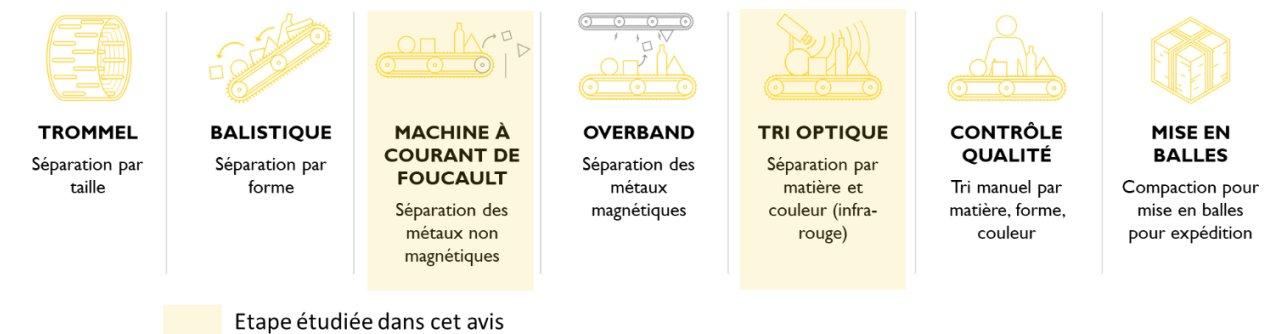 TROMMEL
Séparation par
taille
BALISTIQUE
Séparation par
forme
MACHINE À
COURANT DE
FOUCAULT
Séparation des
métaux non
magnétiques
OVERBAND
Séparation des
métaux
magnétiques
TRI OPTIQUE
Séparation par
matière et
couleur (infra-
rouge)
CONTRÔLE
QUALITÉ
Tri manuel par
matière, forme,
couleur
MISE EN
BALLES
Compaction pour
mise en balles
pour expédition
Etape étudiée dans cet avis